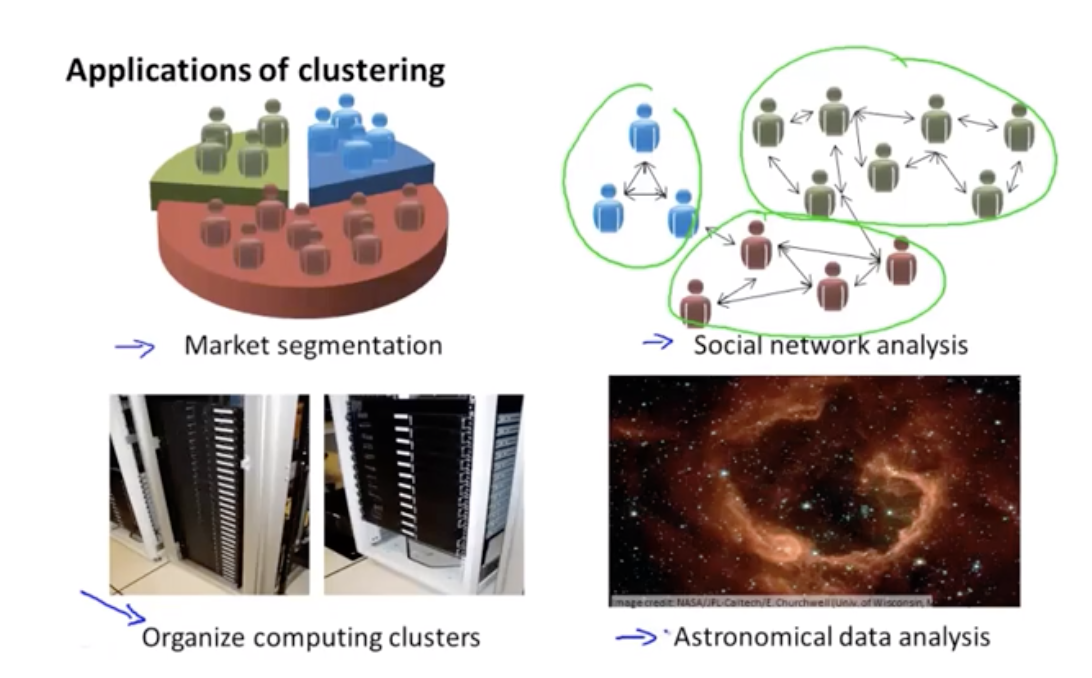 Applications of clustering
Market segmentation
Social network analysis
Image credit: NASA/JPL-Caltech/E. Churchwell (Univ. of Wisconsin,
Organize computing clusters
Astronomical data analysis